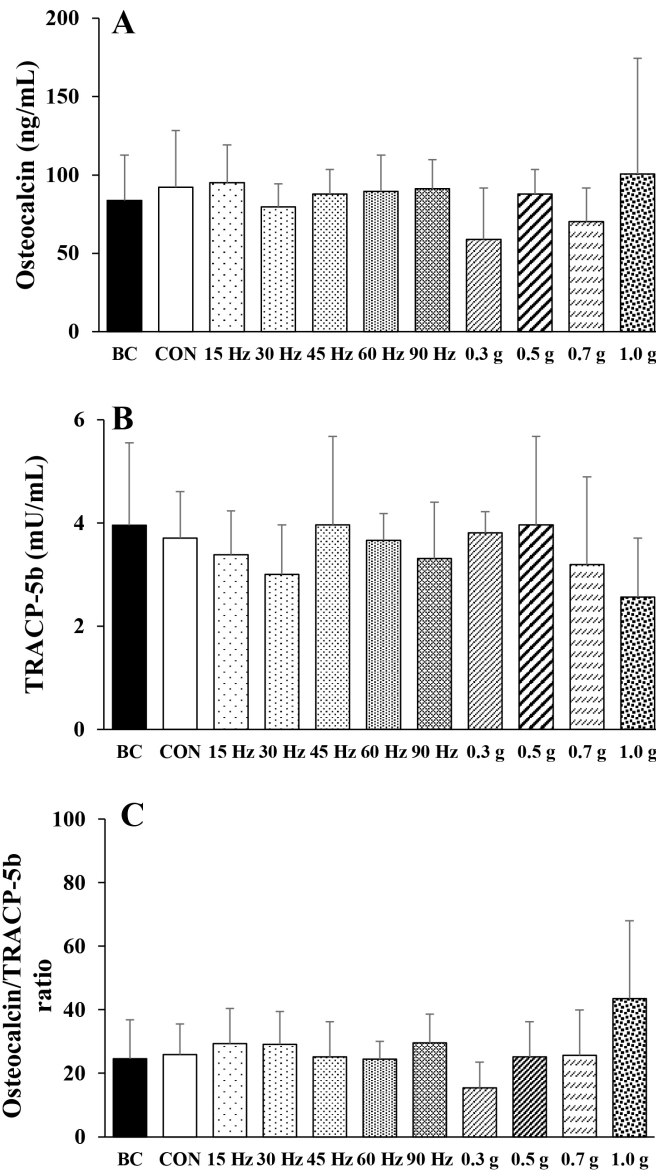 A
Osteocalcin (ng/mL)
200
150
100
50
0
BC CON 15 Hz 30 Hz 45 Hz 60 Hz 90 Hz 0.3 g 0.5 g 0.7 g 1.0 g
B
TRACP-5b (mU/mL)
6
4
2
0
BC CON 15 Hz 30 Hz 45 Hz 60 Hz 90 Hz 0.3 g 0.5 g 0.7 g 1.0 g
C
Osteocalcin/TRACP-5b
ratio
100
80
60
40
20
0
BC CON 15 Hz 30 Hz 45 Hz 60 Hz 90 Hz 0.3 g 0.5 g 0.7 g 1.0 g